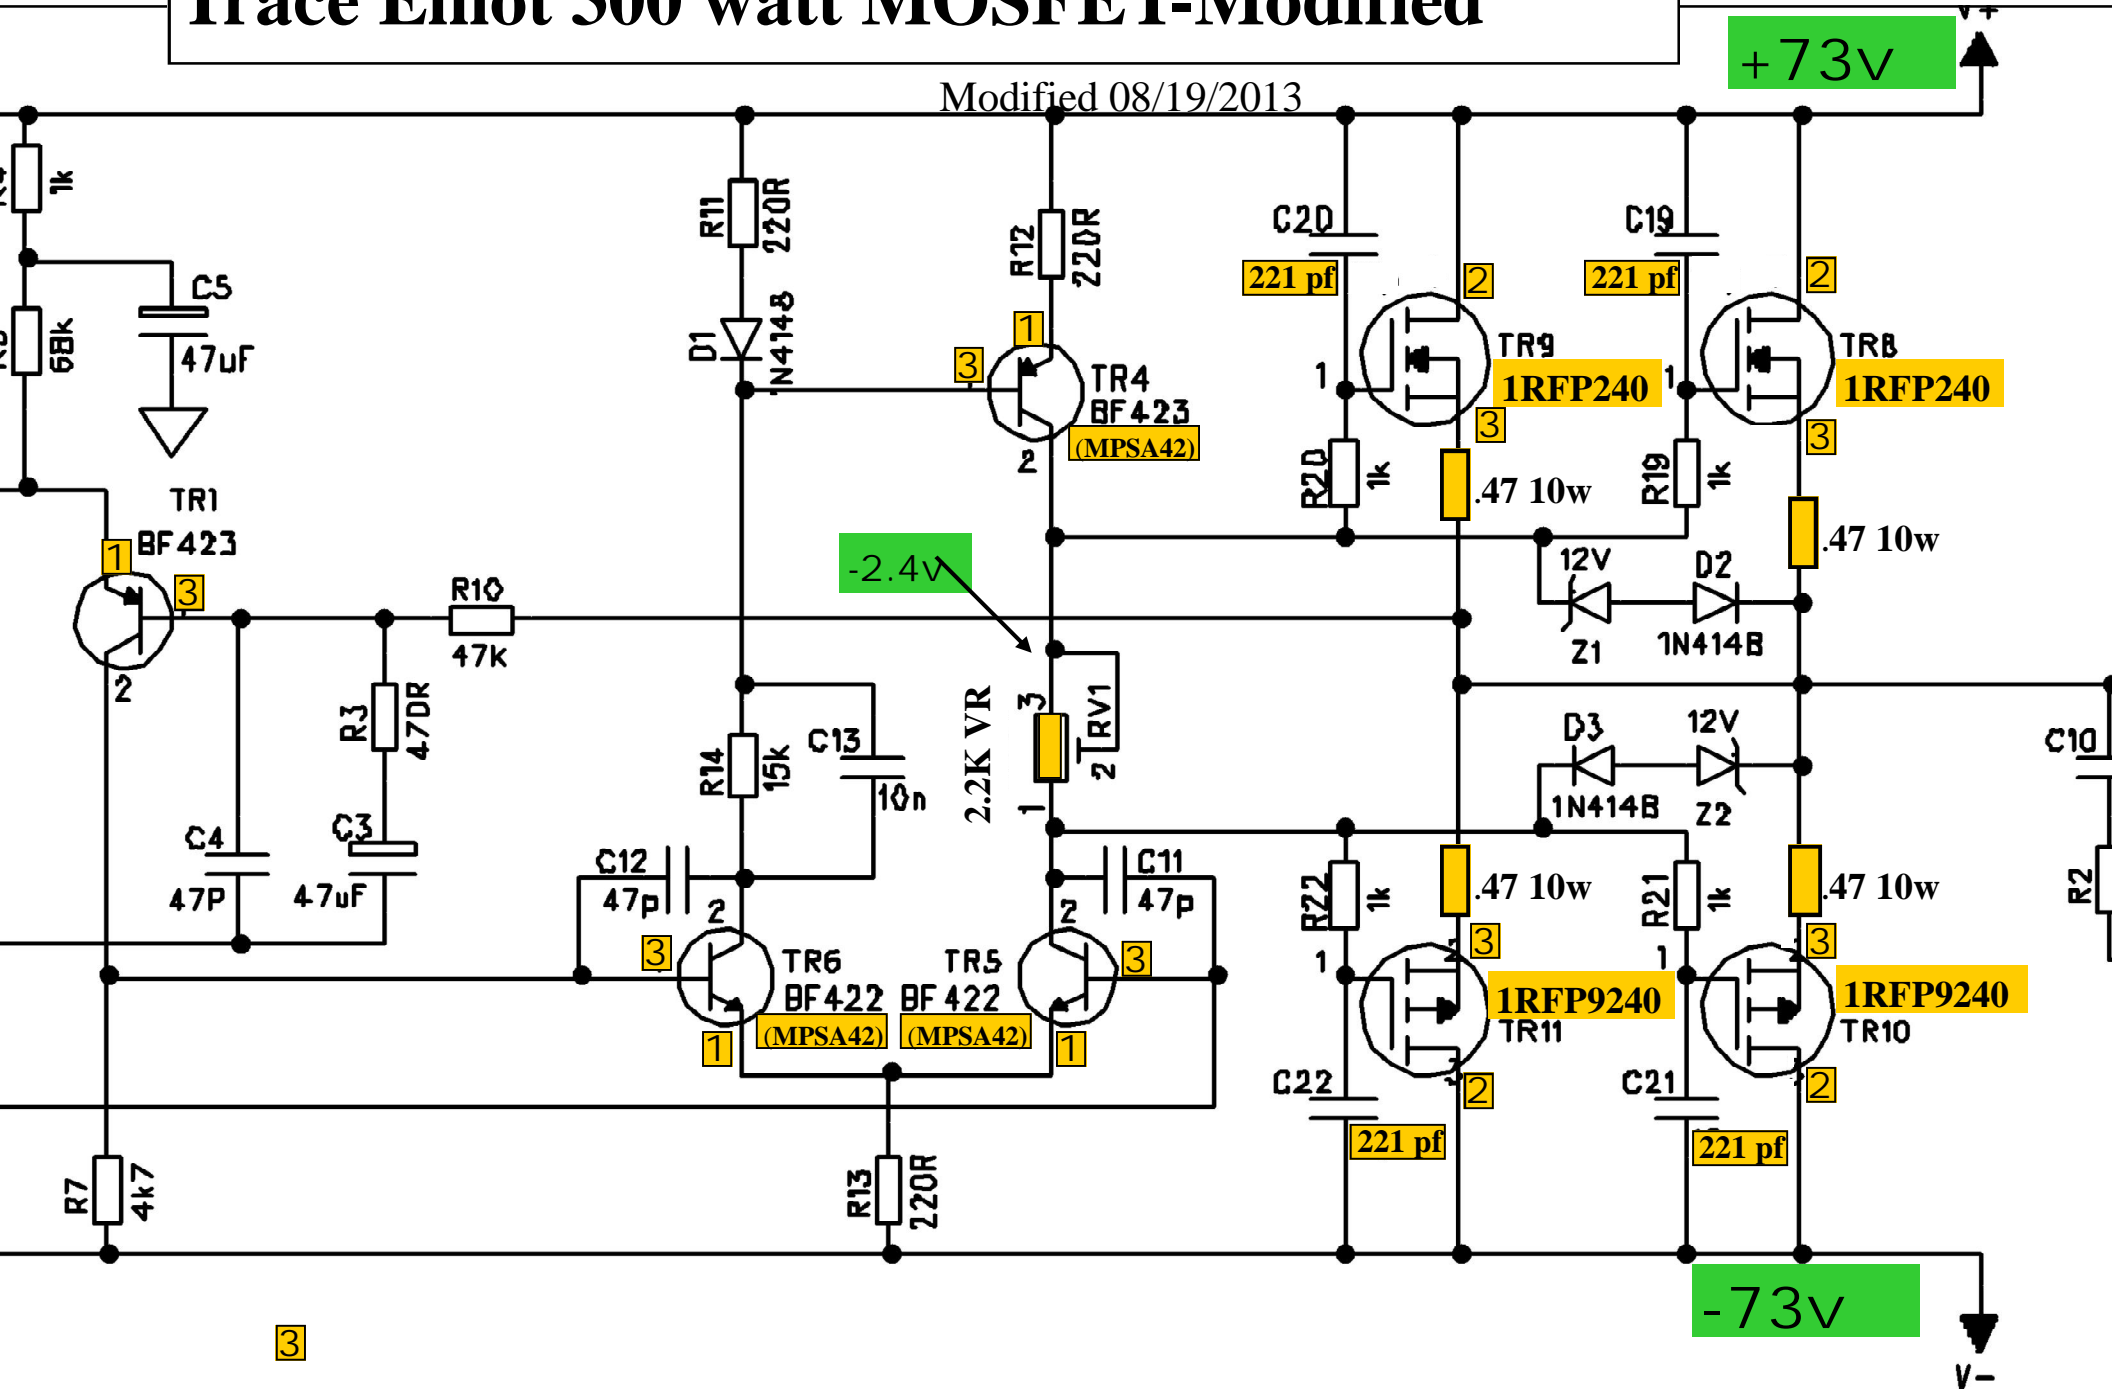 Trace Elliot 300 watt MOSFET-Modified
Modified 08/19/2013
V+
+73v
1k
R11
220R
R12
220R
C20
221 pf
C19
221 pf
C5
47uF
68k
D1
1N4148
1
3
TR4
BF423
(MPSA42)
2
2
TR9
1RFP240
1
3
2
TR8
1RFP240
1
3
R20
1k
.47 10w
R19
1k
.47 10w
TR1
BF423
1
3
2
R10
47K
-2.4v
12V
Z1
D2
1N4148
R3
470R
R14
15k
C13
10n
2.2K VR
3
RV1
2
1
D3
1N4148
12V
Z2
C10
R2
C4
47P
C3
4.7uF
C12
47p
C11
47p
R22
1k
.47 10w
R21
1k
.47 10w
2
3
TR6
BF422
(MPSA42)
1
2
3
TR5
BF422
(MPSA42)
1
1
3
1RFP9240
TR11
2
1
3
1RFP9240
TR10
2
C22
221 pf
C21
221 pf
R7
4k7
R13
220R
-73v
V-
3